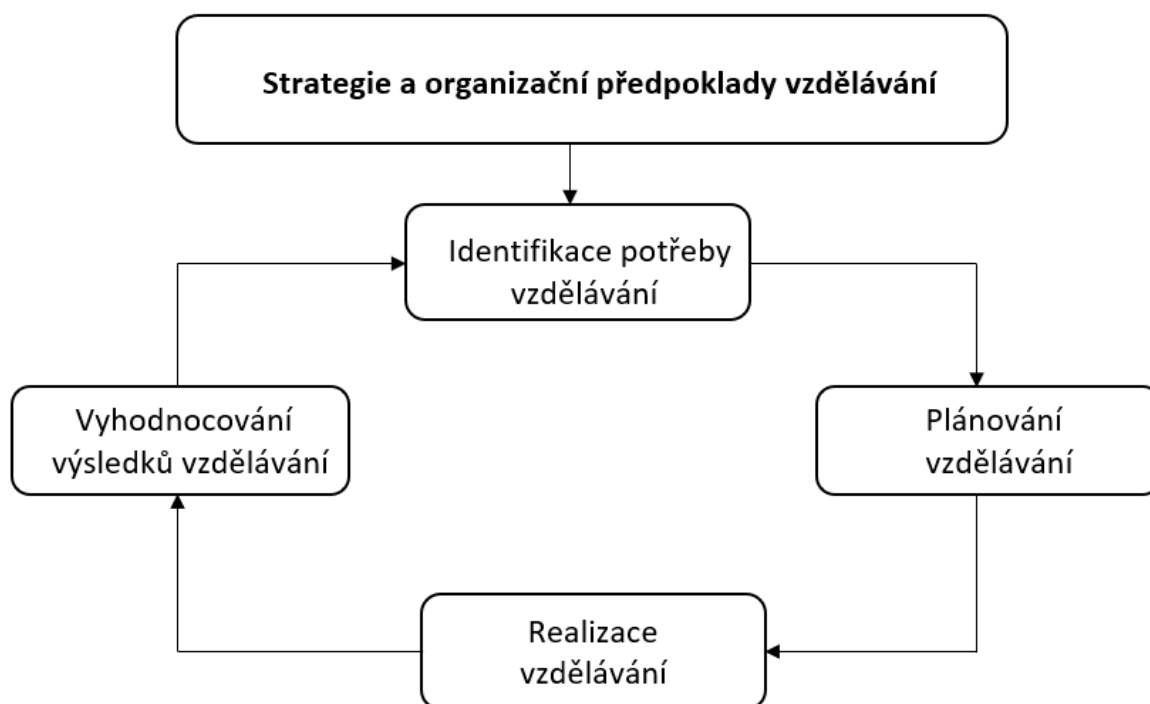 Strategie a organizační předpoklady vzdělávání
Identifikace potřeby
vzdělávání
Vyhodnocování
výsledků vzdělávání
Plánování
vzdělávání
Realizace
vzdělávání